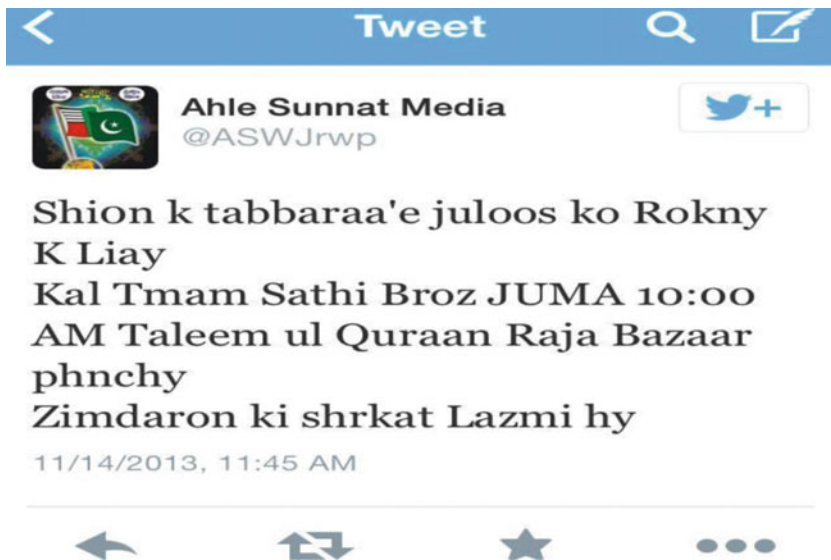 Tweet
Ahle Sunnat Media
@ASWJrwp
Shion k tabbaraa'e juloos ko Rokny
K Liay
Kal Tmam Sathi Broz JUMA 10:00
AM Taleem ul Quraan Raja Bazaar
phnchy
Zimdaron ki shrkat Lazmi hy
11/14/2013, 11:45 AM